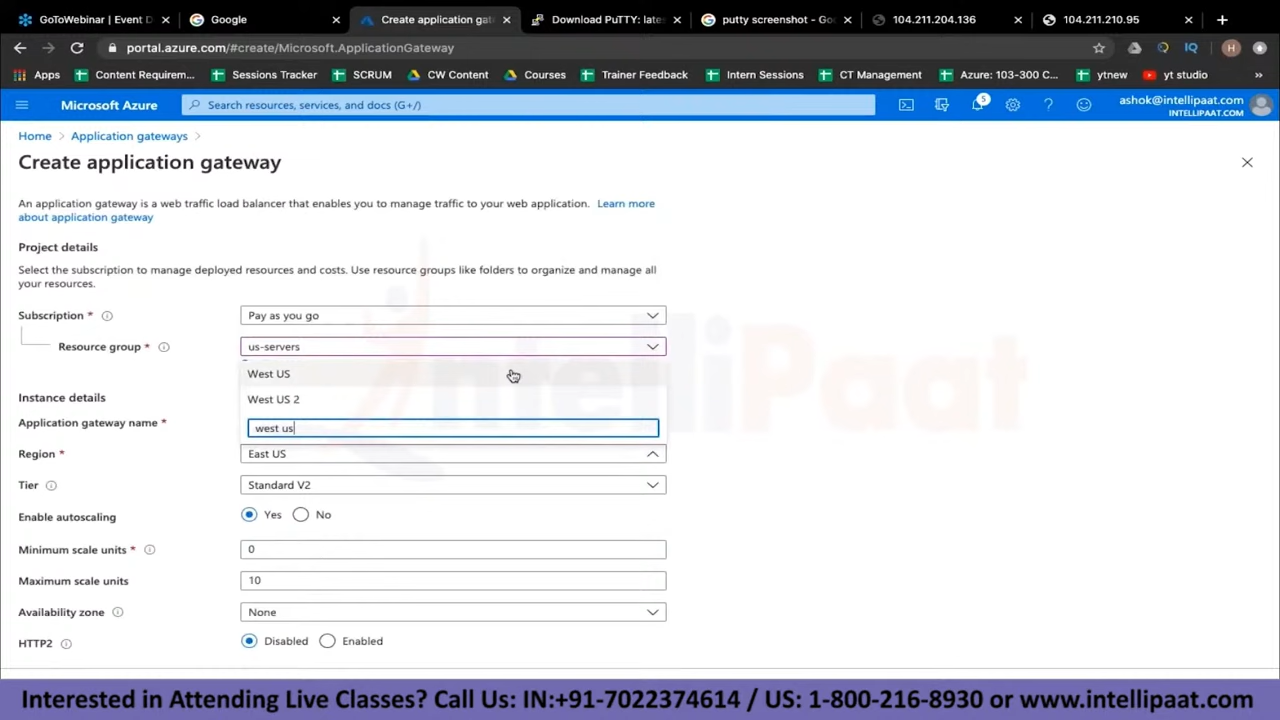 GoToWebinar | Event D
Google
Create application gat
Download PuTTY: lates
putty screenshot - Goo
104.211.204.136
104.211.210.95
portal.azure.com/#create/Microsoft.ApplicationGateway
IQ
H
Apps
Content Requirem...
Sessions Tracker
SCRUM
CW Content
Courses
Trainer Feedback
Intern Sessions
CT Management
Azure: 103-300 C...
ytnew
yt studio
»
Microsoft Azure
Search resources, services, and docs (G+/)
5
ashok@intellipaat.com
INTELLIPAAT.COM
Home > Application gateways >
Create application gateway
An application gateway is a web traffic load balancer that enables you to manage traffic to your web application. Learn more
about application gateway
Project details
Select the subscription to manage deployed resources and costs. Use resource groups like folders to organize and manage all
your resources.
Subscription *
Pay as you go
Resource group *
us-servers
West US
Instance details
West US 2
Application gateway name *
west us
Region *
East US
Tier
Standard V2
Enable autoscaling
Yes
No
Minimum scale units *
0
Maximum scale units
10
Availability zone
None
HTTP2
Disabled
Enabled
IntelliPaat
Interested in Attending Live Classes? Call Us: IN:+91-7022374614 / US: 1-800-216-8930 or www.intellipaat.com